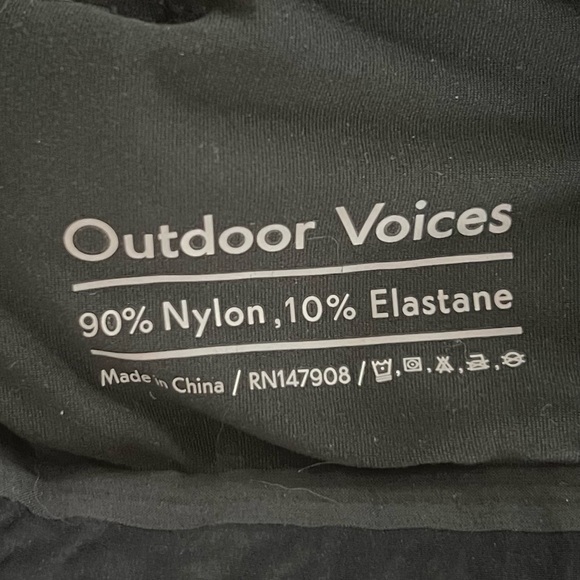 Outdoor Voices
90% Nylon ,10% Elastane
Made in China / RN147908 /